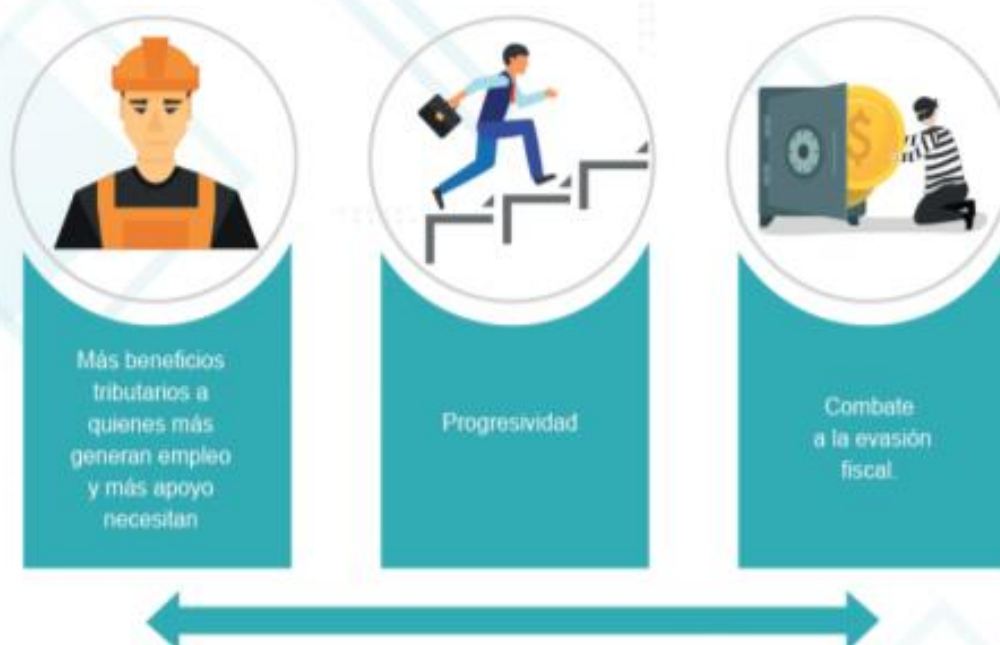 Más beneficios
tributarios a
quienes más
generan empleo
y más apoyo
necesitan
Progresividad
Combate
a la evasión
fiscal.
$